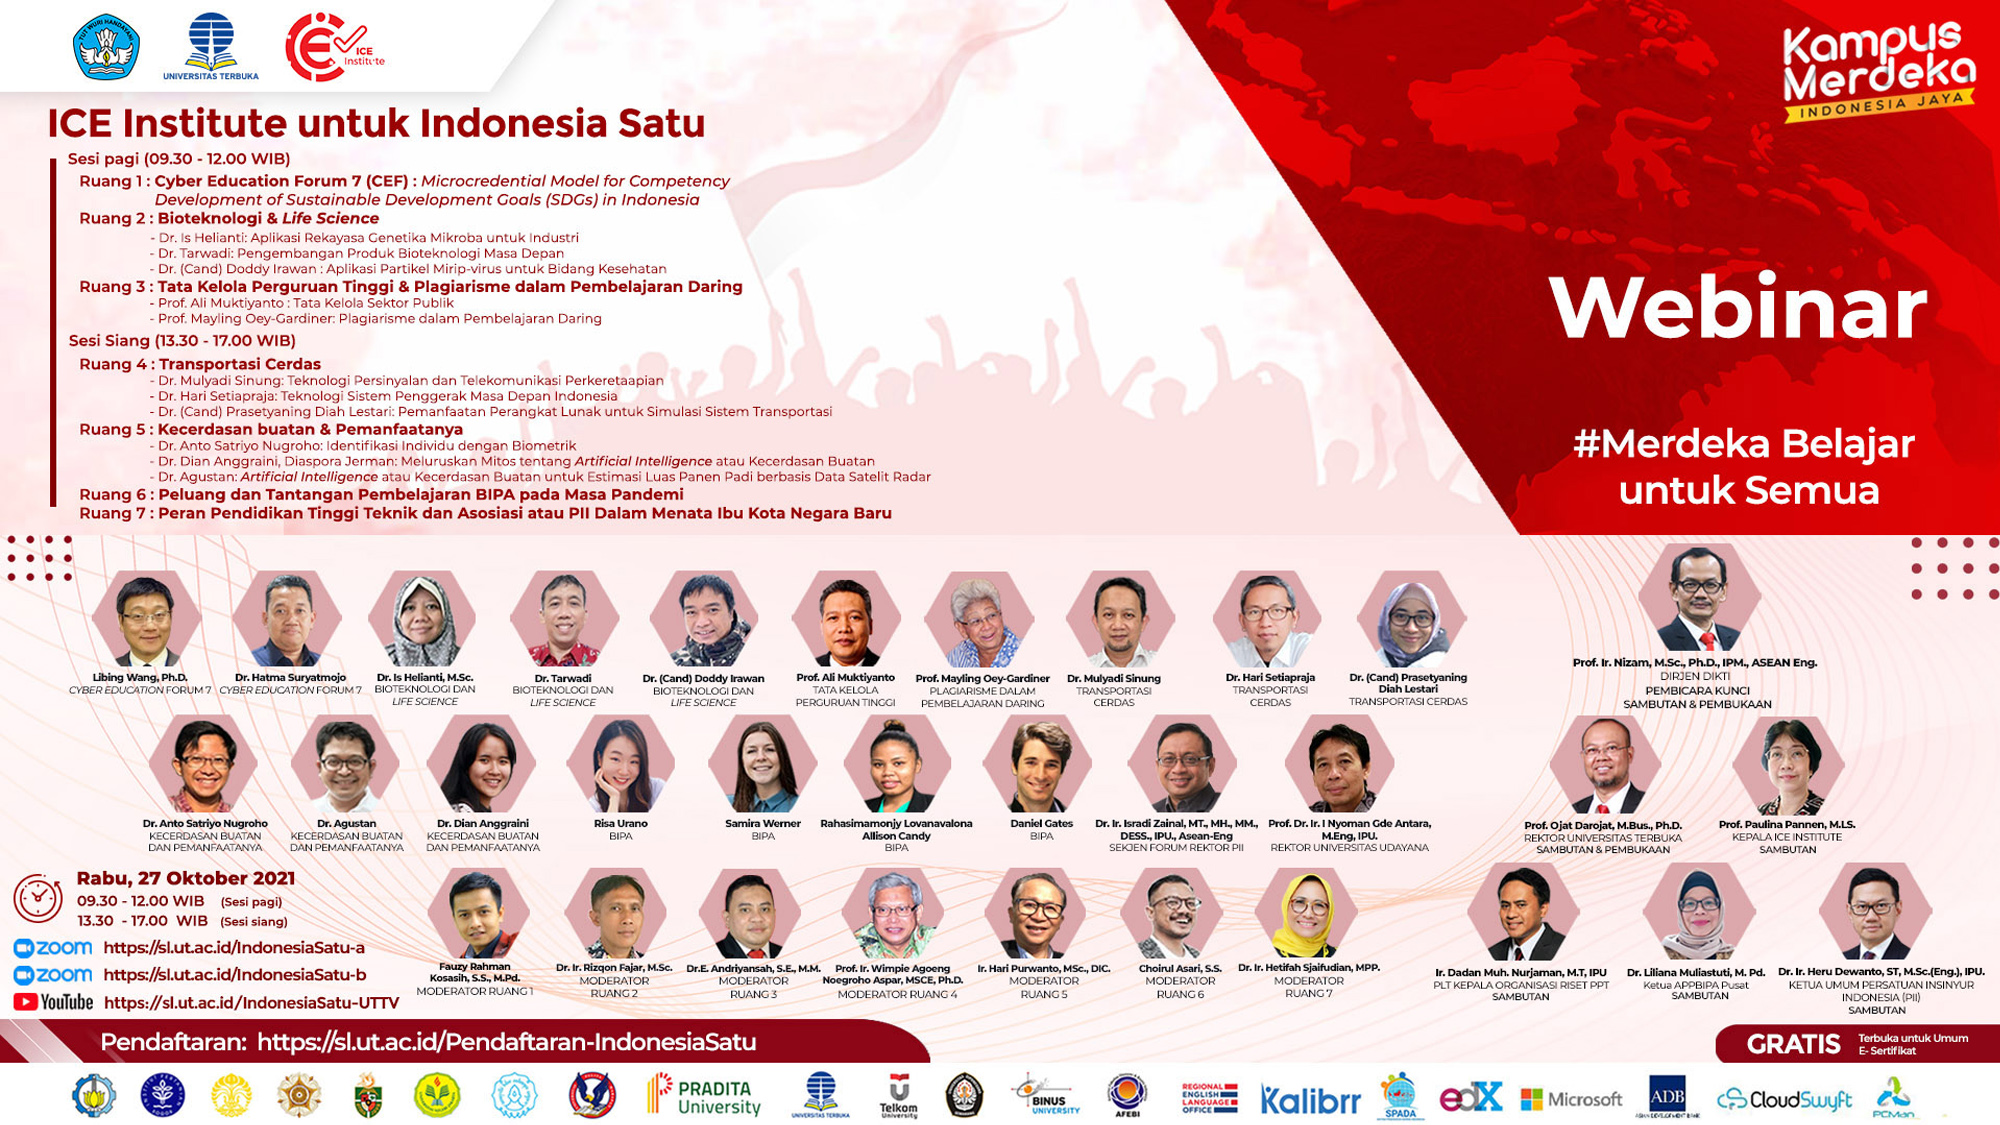 TUT WURI HANDAYANI
UNIVERSITAS TERBUKA
ICE
Institute
Kampus
Merdeka
INDONESIA JAYA
ICE Institute untuk Indonesia Satu
Sesi pagi (09.30 - 12.00 WIB)
Ruang 1 : Cyber Education Forum 7 (CEF) : Microcredential Model for Competency
Development of Sustainable Development Goals (SDGs) in Indonesia
Ruang 2 : Bioteknologi & Life Science
- Dr. Is Helianti: Aplikasi Rekayasa Genetika Mikroba untuk Industri
- Dr. Tarwadi: Pengembangan Produk Bioteknologi Masa Depan
- Dr. (Cand) Doddy Irawan : Aplikasi Partikel Mirip-virus untuk Bidang Kesehatan
Ruang 3 : Tata Kelola Perguruan Tinggi & Plagiarisme dalam Pembelajaran Daring
- Prof. Ali Muktiyanto : Tata Kelola Sektor Publik
- Prof. Mayling Oey-Gardiner: Plagiarisme dalam Pembelajaran Daring
Sesi Siang (13.30 - 17.00 WIB)
Ruang 4 : Transportasi Cerdas
- Dr. Mulyadi Sinung: Teknologi Persinyalan dan Telekomunikasi Perkeretaapian
- Dr. Hari Setiapraja: Teknologi Sistem Penggerak Masa Depan Indonesia
- Dr. (Cand) Prasetyaning Diah Lestari: Pemanfaatan Perangkat Lunak untuk Simulasi Sistem Transportasi
Ruang 5 : Kecerdasan buatan & Pemanfaatanya
- Dr. Anto Satriyo Nugroho: Identifikasi Individu dengan Biometrik
- Dr. Dian Anggraini, Diaspora Jerman: Meluruskan Mitos tentang Artificial Intelligence atau Kecerdasan Buatan
- Dr. Agustan: Artificial Intelligence atau Kecerdasan Buatan untuk Estimasi Luas Panen Padi berbasis Data Satelit Radar
Ruang 6 : Peluang dan Tantangan Pembelajaran BIPA pada Masa Pandemi
Ruang 7 : Peran Pendidikan Tinggi Teknik dan Asosiasi atau PII Dalam Menata Ibu Kota Negara Baru
Webinar
#Merdeka Belajar
untuk Semua
Libing Wang, Ph.D.
CYBER EDUCATION FORUM 7
Dr. Hatma Suryatmojo
CYBER EDUCATION FORUM 7
Dr. Is Helianti, M.Sc.
BIOTEKNOLOGI DAN
LIFE SCIENCE
Dr. Tarwadi
BIOTEKNOLOGI DAN
LIFE SCIENCE
Dr. (Cand) Doddy Irawan
BIOTEKNOLOGI DAN
LIFE SCIENCE
Prof. Ali Muktiyanto
TATA KELOLA
PERGURUAN TINGGI
Prof. Mayling Oey-Gardiner
PLAGIARISME DALAM
PEMBELAJARAN DARING
Dr. Mulyadi Sinung
TRANSPORTASI
CERDAS
Dr. Hari Setiapraja
TRANSPORTASI
CERDAS
Dr. (Cand) Prasetyaning
Diah Lestari
TRANSPORTASI CERDAS
Prof. Ir. Nizam, M.Sc., Ph.D., IPM., ASEAN Eng.
DIRJEN DIKTI
PEMBICARA KUNCI
SAMBUTAN & PEMBUKAAN
Dr. Anto Satriyo Nugroho
KECERDASAN BUATAN
DAN PEMANFAATANYA
Dr. Agustan
KECERDASAN BUATAN
DAN PEMANFAATANYA
Dr. Dian Anggraini
KECERDASAN BUATAN
DAN PEMANFAATANYA
Risa Urano
BIPA
Samira Werner
BIPA
Rahasimamonjy Lovanavalona
Allison Candy
BIPA
Daniel Gates
BIPA
Dr. Ir. Isradi Zainal, MT., MH., MM.,
DESS., IPU., Asean-Eng
SEKJEN FORUM REKTOR PII
Prof. Dr. Ir. I Nyoman Gde Antara,
M.Eng, IPU.
REKTOR UNIVERSITAS UDAYANA
Prof. Ojat Darojat, M.Bus., Ph.D.
REKTOR UNIVERSITAS TERBUKA
SAMBUTAN & PEMBUKAAN
Prof. Paulina Pannen, M.LS.
KEPALA ICE INSTITUTE
SAMBUTAN
Rabu, 27 Oktober 2021
09.30 - 12.00 WIB (Sesi pagi)
13.30 - 17.00 WIB (Sesi siang)
zoom https://sl.ut.ac.id/IndonesiaSatu-a
zoom https://sl.ut.ac.id/IndonesiaSatu-b
YouTube https://sl.ut.ac.id/IndonesiaSatu-UTTV
Fauzy Rahman
Kosasih, S.S., M.Pd.
MODERATOR RUANG 1
Dr. Ir. Rizqon Fajar, M.Sc.
MODERATOR
RUANG 2
Dr.E. Andriyansah, S.E., M.M.
MODERATOR
RUANG 3
Prof. Ir. Wimpie Agoeng
Noegroho Aspar, MSCE, Ph.D.
MODERATOR RUANG 4
Ir. Hari Purwanto, MSc., DIC.
MODERATOR
RUANG 5
Choirul Asari, S.S.
MODERATOR
RUANG 6
Dr. Ir. Hetifah Sjaifudian, MPP.
MODERATOR
RUANG 7
Ir. Dadan Muh. Nurjaman, M.T, IPU
PLT KEPALA ORGANISASI RISET PPT
SAMBUTAN
Dr. Liliana Muliastuti, M. Pd.
Ketua APPBIPA Pusat
SAMBUTAN
Dr. Ir. Heru Dewanto, ST, M.Sc.(Eng.), IPU.
KETUA UMUM PERSATUAN INSINYUR
INDONESIA (PII)
SAMBUTAN
Pendaftaran: https://sl.ut.ac.id/Pendaftaran-IndonesiaSatu
GRATIS
Terbuka untuk Umum
E- Sertifikat
PRADITA
University
UNIVERSITAS TERBUKA
Telkom
University
BINUS
UNIVERSITY
AFEBI
REGIONAL
ENGLISH
LANGUAGE
OFFICE
Kalibrr
SPADA
edX
Microsoft
ADB
ASIAN DEVELOPMENT BANK
CloudSwyft
PCMan